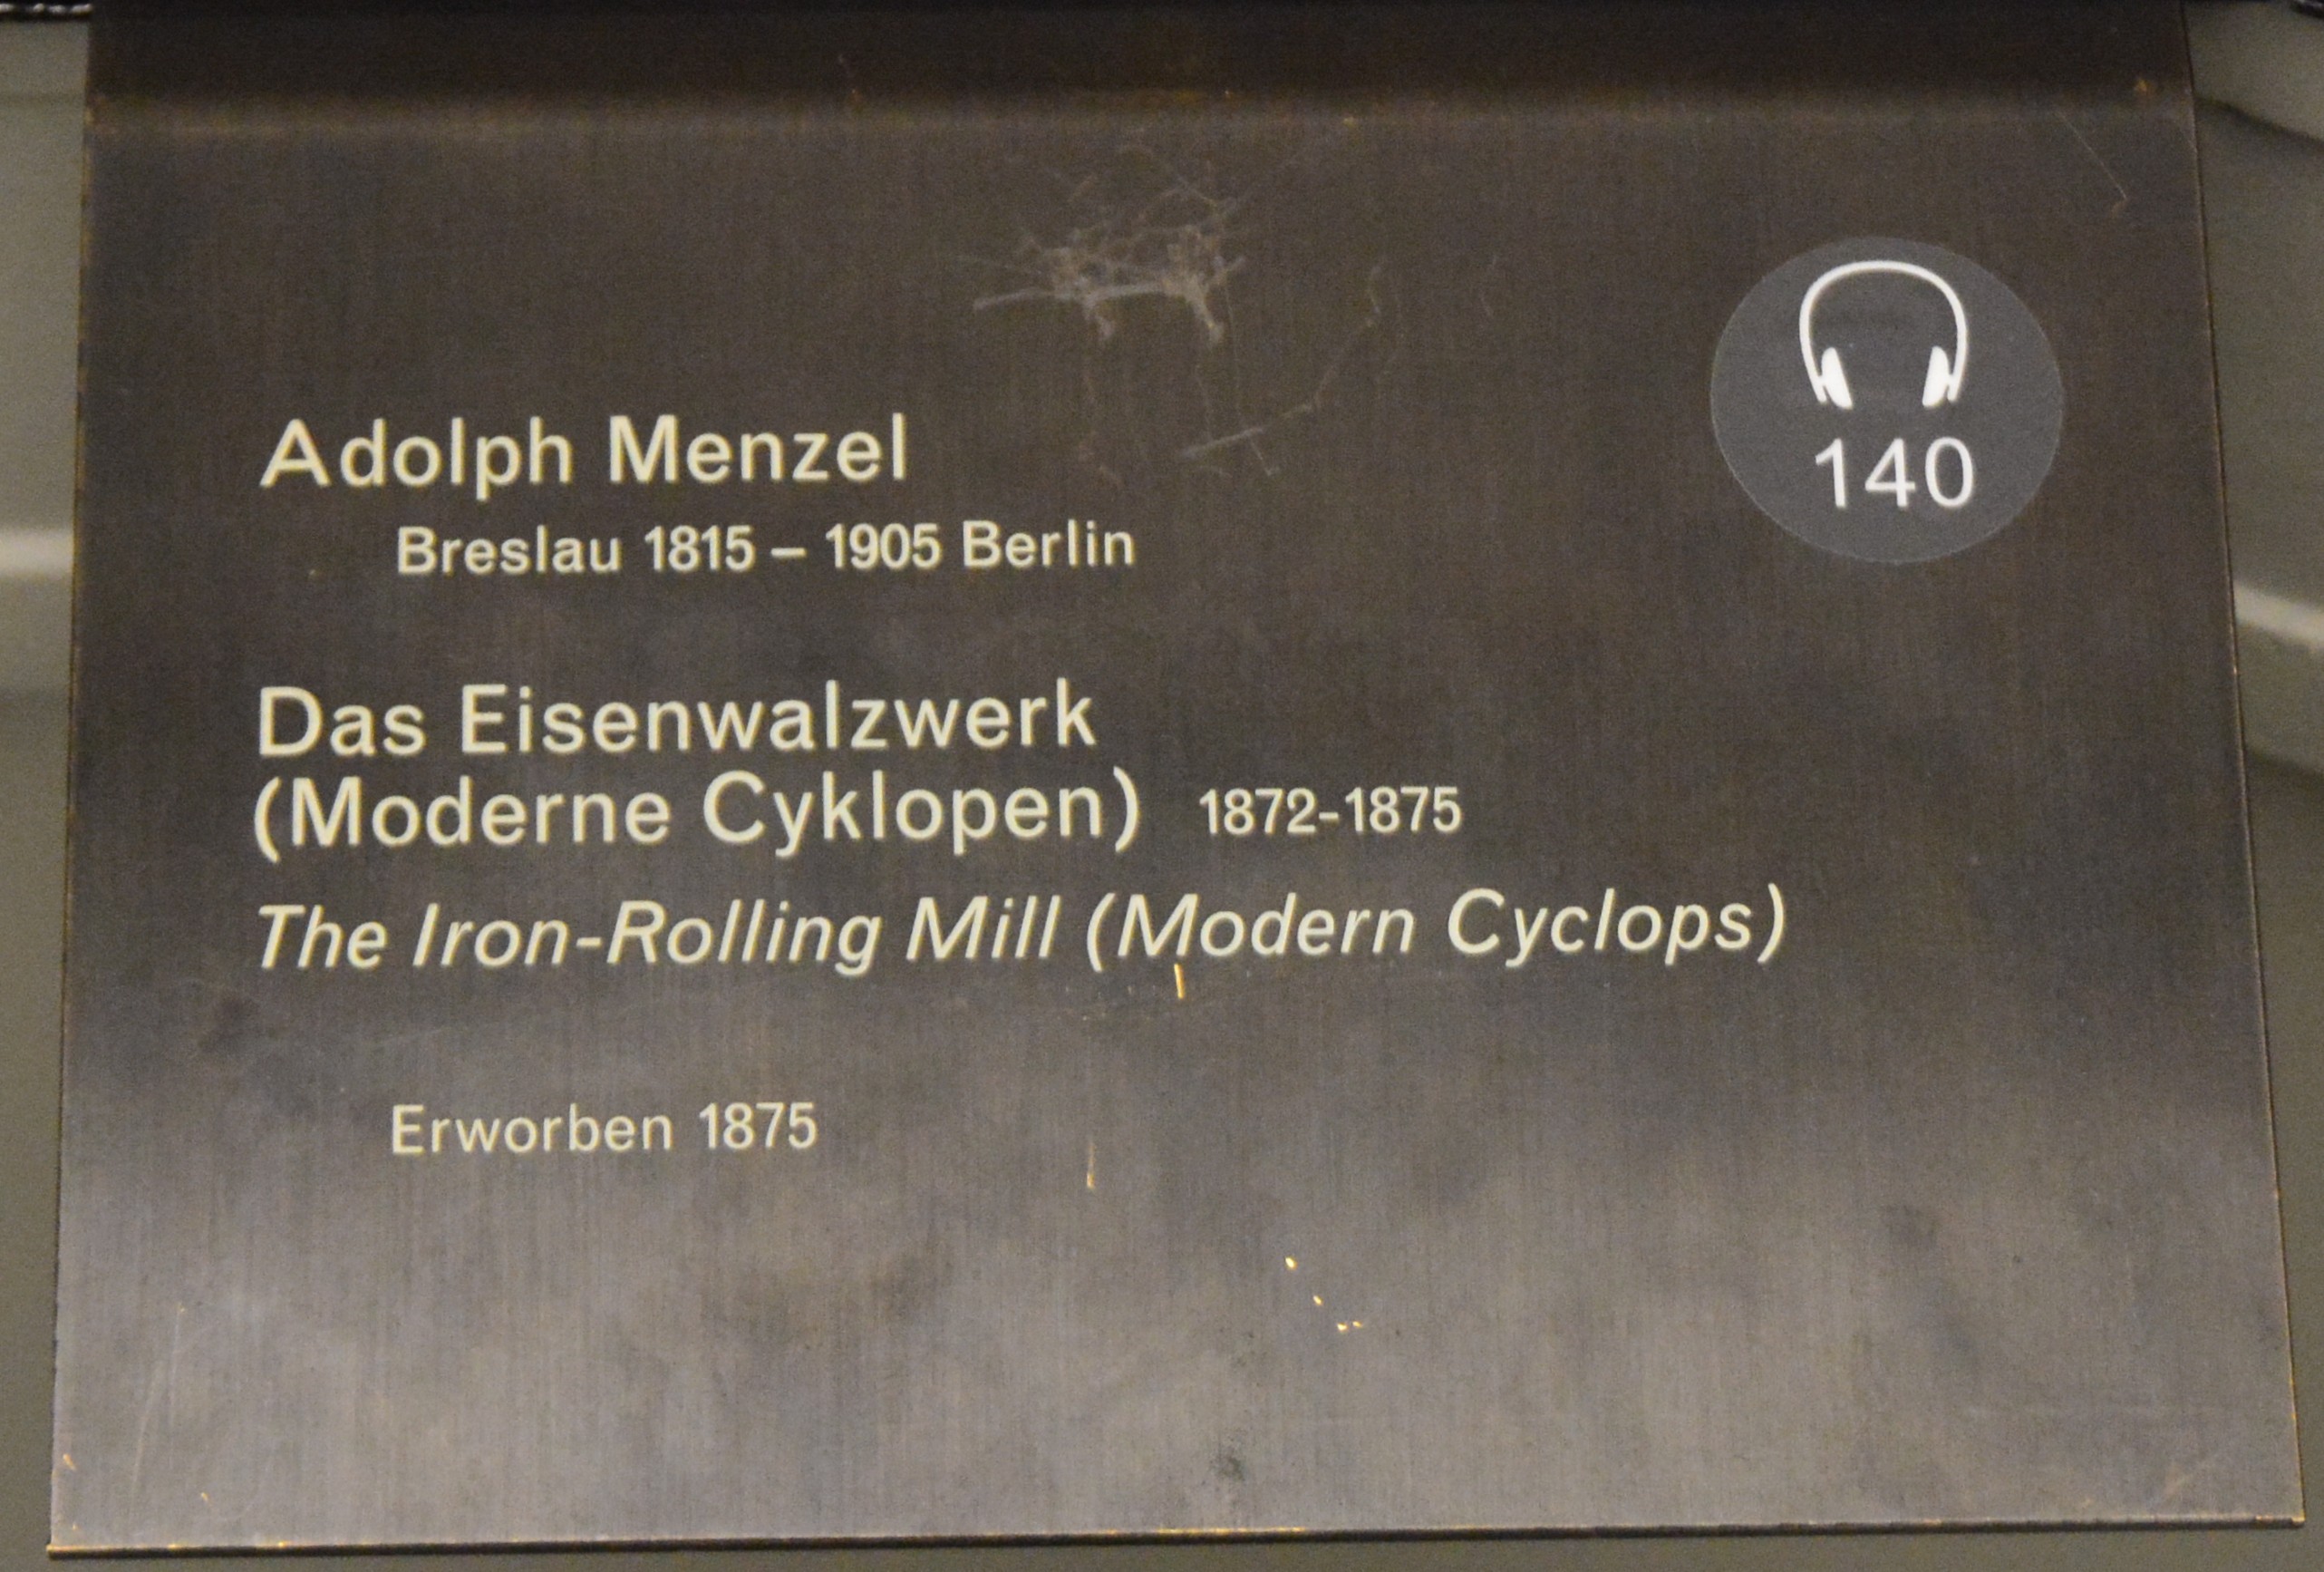 Adolph Menzel
140
Breslau 1815 – 1905 Berlin
Das Eisenwalzwerk
(Moderne Cyklopen) 1872-1875
The Iron-Rolling Mill (Modern Cyclops)
Erworben 1875